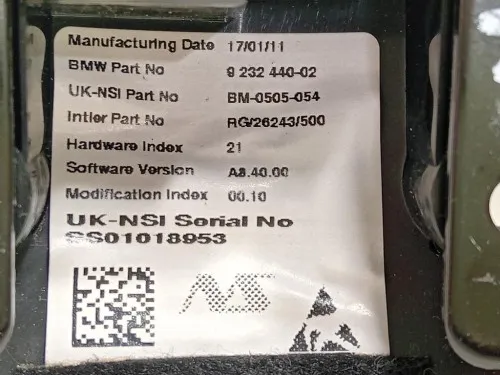 Manufacturing Date 17/01/11
BMW Part No 9 232 440-02
UK-NSI Part No BM-0505-054
Intier Part No RG/26243/500
Hardware Index 21
Software Version A8.40.00
Modification Index 00.10
UK-NSI Serial No
SS01018953